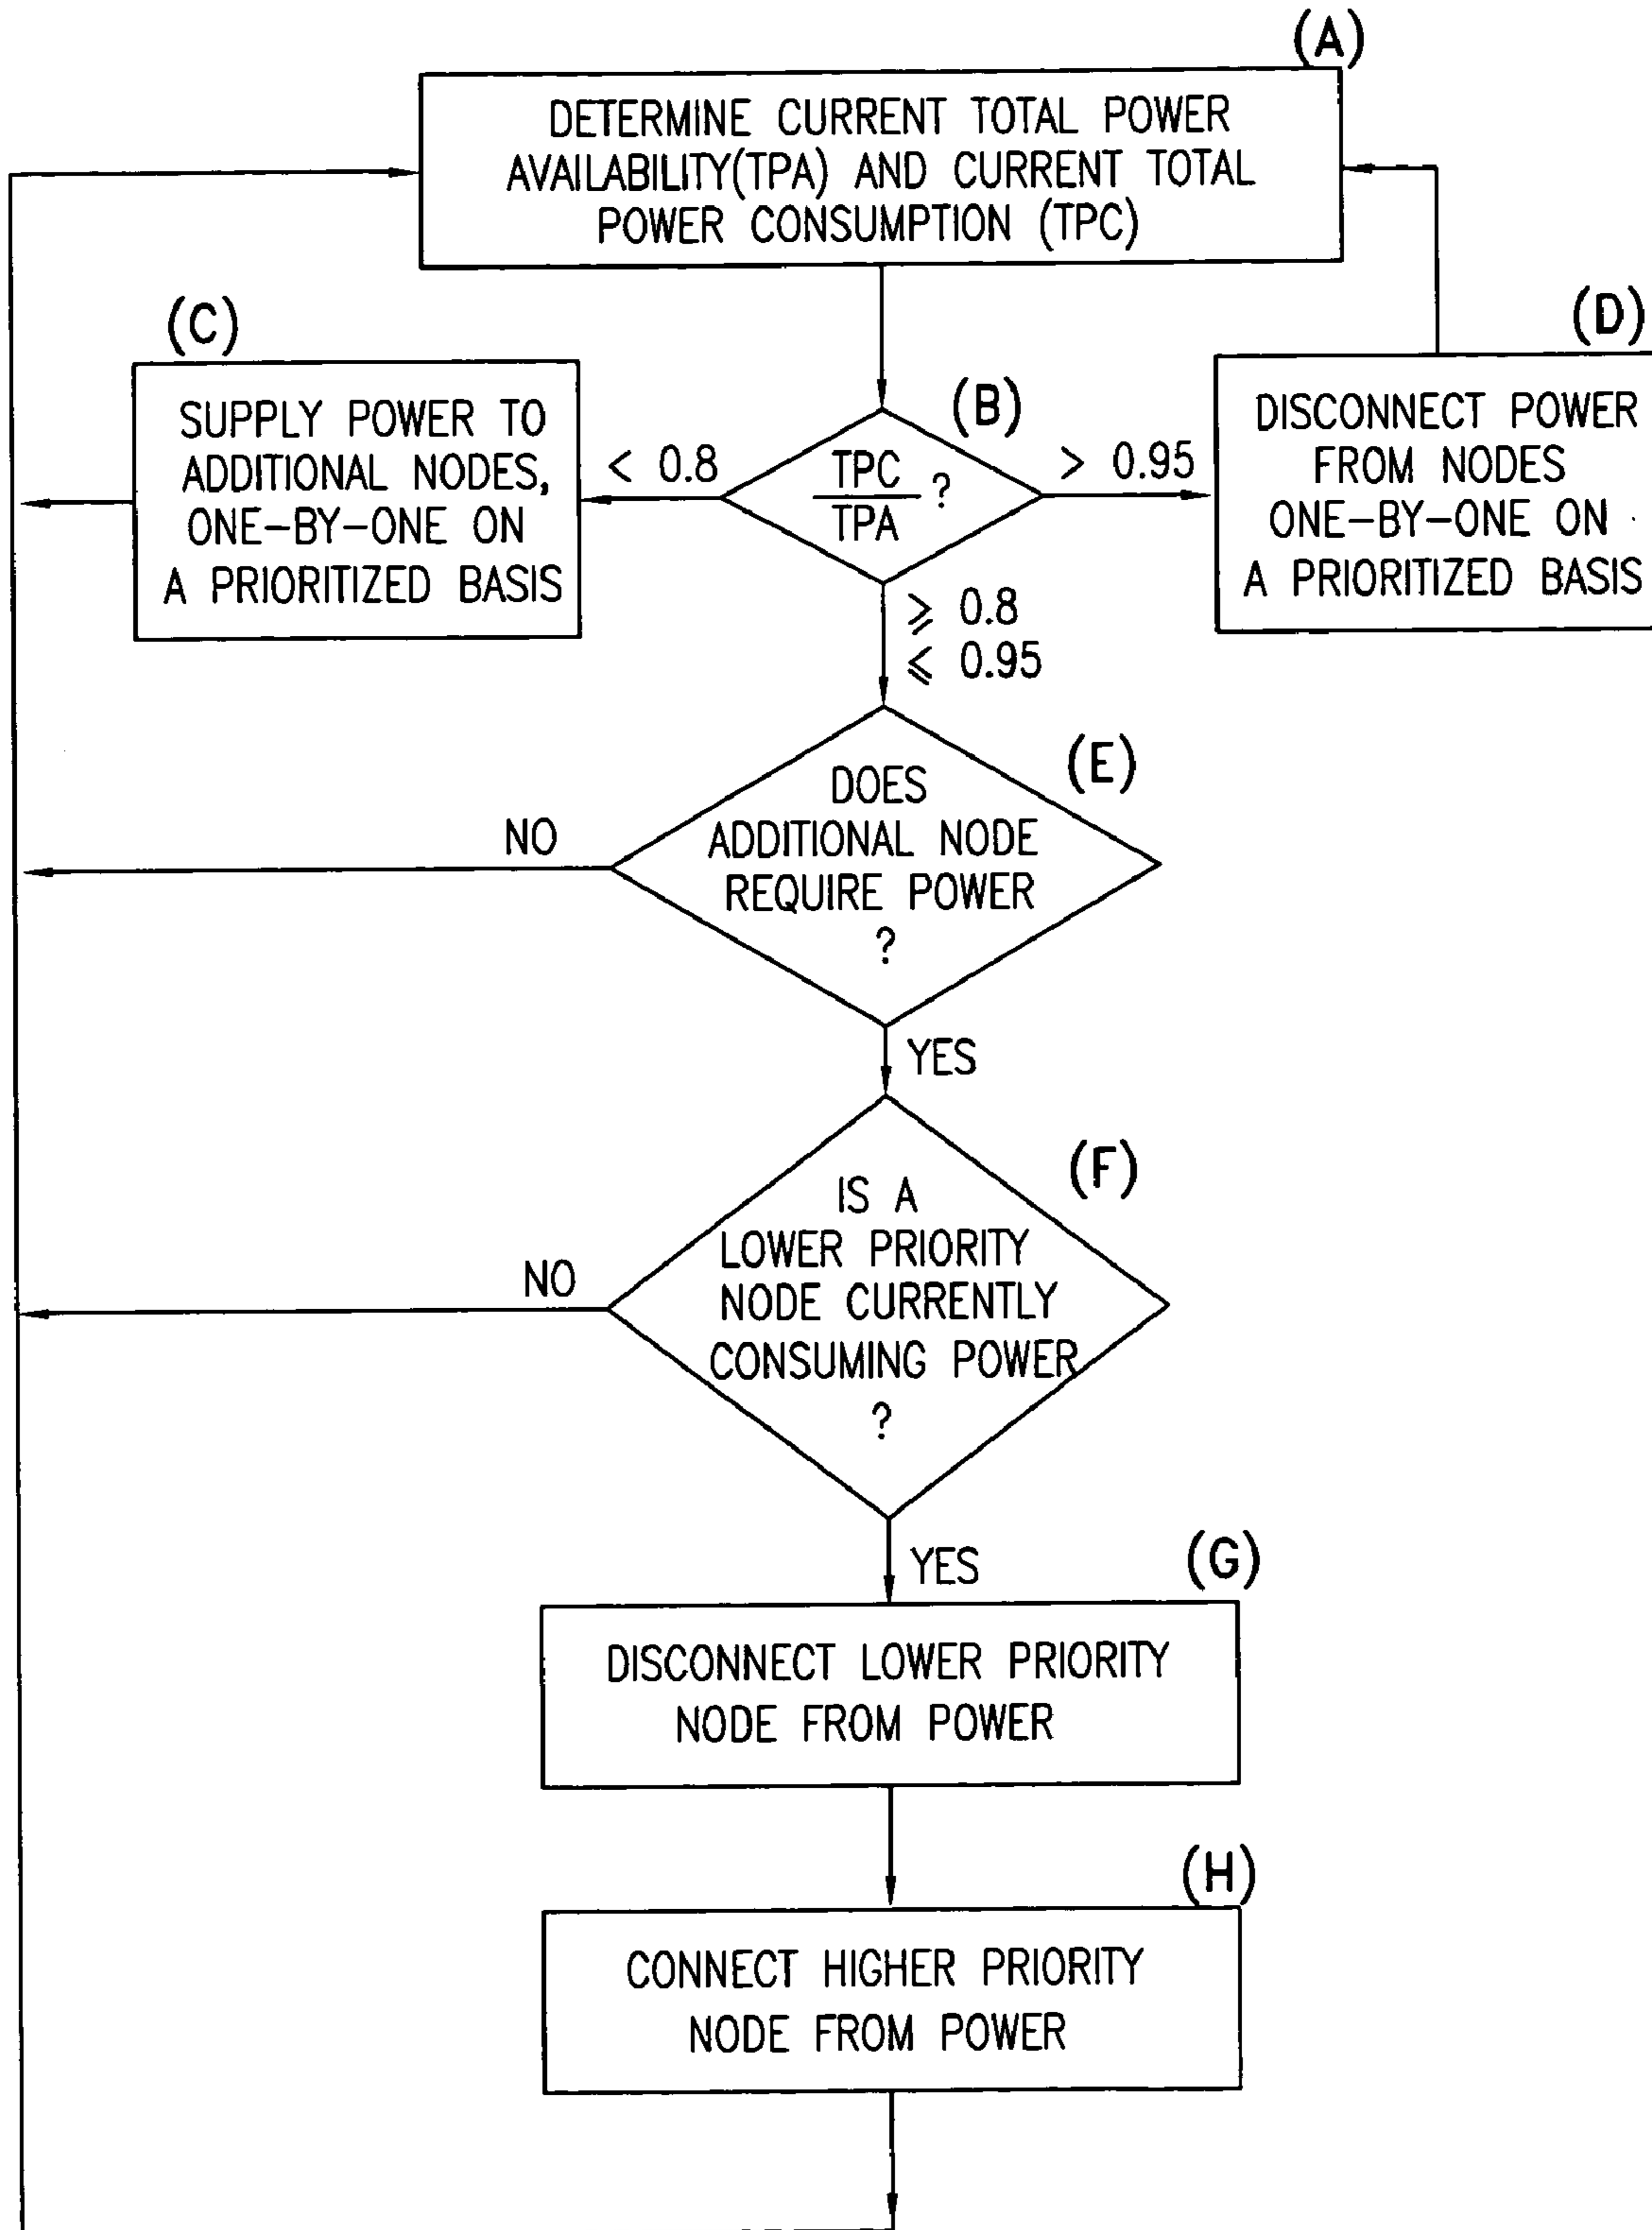 (A)
DETERMINE CURRENT TOTAL POWER
AVAILABILITY(TPA) AND CURRENT TOTAL
POWER CONSUMPTION (TPC)
(C)
SUPPLY POWER TO
ADDITIONAL NODES,
ONE-BY-ONE ON
A PRIORITIZED BASIS
< 0.8
(B)
TPC
TPA
?
> 0.95
(D)
DISCONNECT POWER
FROM NODES
ONE-BY-ONE ON
A PRIORITIZED BASIS
⩾ 0.8
⩽ 0.95
(E)
DOES
ADDITIONAL NODE
REQUIRE POWER
?
NO
YES
(F)
IS A
LOWER PRIORITY
NODE CURRENTLY
CONSUMING POWER
?
NO
YES
(G)
DISCONNECT LOWER PRIORITY
NODE FROM POWER
(H)
CONNECT HIGHER PRIORITY
NODE FROM POWER